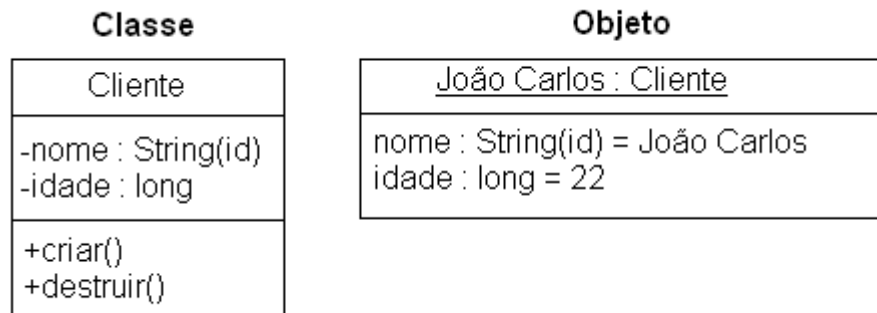 Classe
Cliente
-nome : String(id)
-idade : long
+criar()
+destruir()
Objeto
João Carlos : Cliente
nome : String(id) = João Carlos
idade : long = 22